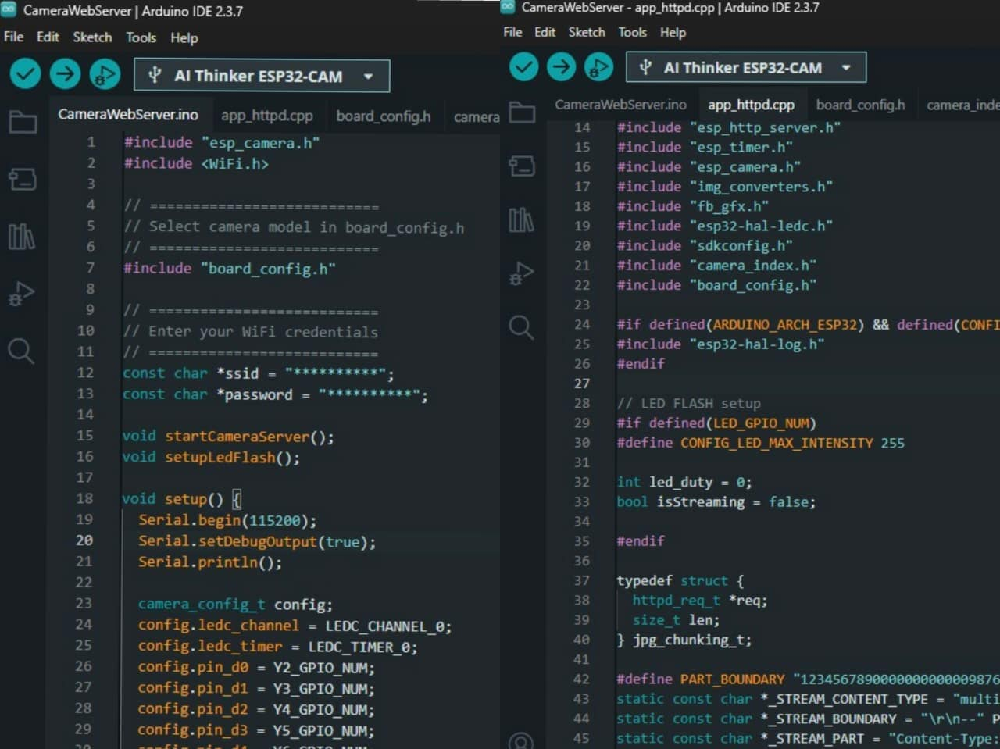 CameraWebServer | Arduino IDE 2.3.7
File Edit Sketch Tools Help
AI Thinker ESP32-CAM
CameraWebServer.ino app_httpd.cpp board_config.h camera
1 #include "esp_camera.h"
2 #include <WiFi.h>
3
4 // ===========================
5 // Select camera model in board_config.h
6 // ===========================
7 #include "board_config.h"
8
9 // ===========================
10 // Enter your WiFi credentials
11 // ===========================
12 const char *ssid = "**********";
13 const char *password = "**********";
14
15 void startCameraServer();
16 void setupLedFlash();
17
18 void setup() {
19 Serial.begin(115200);
20 Serial.setDebugOutput(true);
21 Serial.println();
22
23 camera_config_t config;
24 config.ledc_channel = LEDC_CHANNEL_0;
25 config.ledc_timer = LEDC_TIMER_0;
26 config.pin_d0 = Y2_GPIO_NUM;
27 config.pin_d1 = Y3_GPIO_NUM;
28 config.pin_d2 = Y4_GPIO_NUM;
29 config.pin_d3 = Y5_GPIO_NUM;
CameraWebServer - app_httpd.cpp | Arduino IDE 2.3.7
File Edit Sketch Tools Help
AI Thinker ESP32-CAM
CameraWebServer.ino app_httpd.cpp board_config.h camera_inde
14 #include "esp_http_server.h"
15 #include "esp_timer.h"
16 #include "esp_camera.h"
17 #include "img_converters.h"
18 #include "fb_gfx.h"
19 #include "esp32-hal-ledc.h"
20 #include "sdkconfig.h"
21 #include "camera_index.h"
22 #include "board_config.h"
23
24 #if defined(ARDUINO_ARCH_ESP32) && defined(CONFI
25 #include "esp32-hal-log.h"
26 #endif
27
28 // LED FLASH setup
29 #if defined(LED_GPIO_NUM)
30 #define CONFIG_LED_MAX_INTENSITY 255
31
32 int led_duty = 0;
33 bool isStreaming = false;
34
35 #endif
36
37 typedef struct {
38 httpd_req_t *req;
39 size_t len;
40 } jpg_chunking_t;
41
42 #define PART_BOUNDARY "1234567890000000000009876
43 static const char *_STREAM_CONTENT_TYPE = "multi
44 static const char *_STREAM_BOUNDARY = "\r\n--" P
45 static const char *_STREAM_PART = "Content-Type: